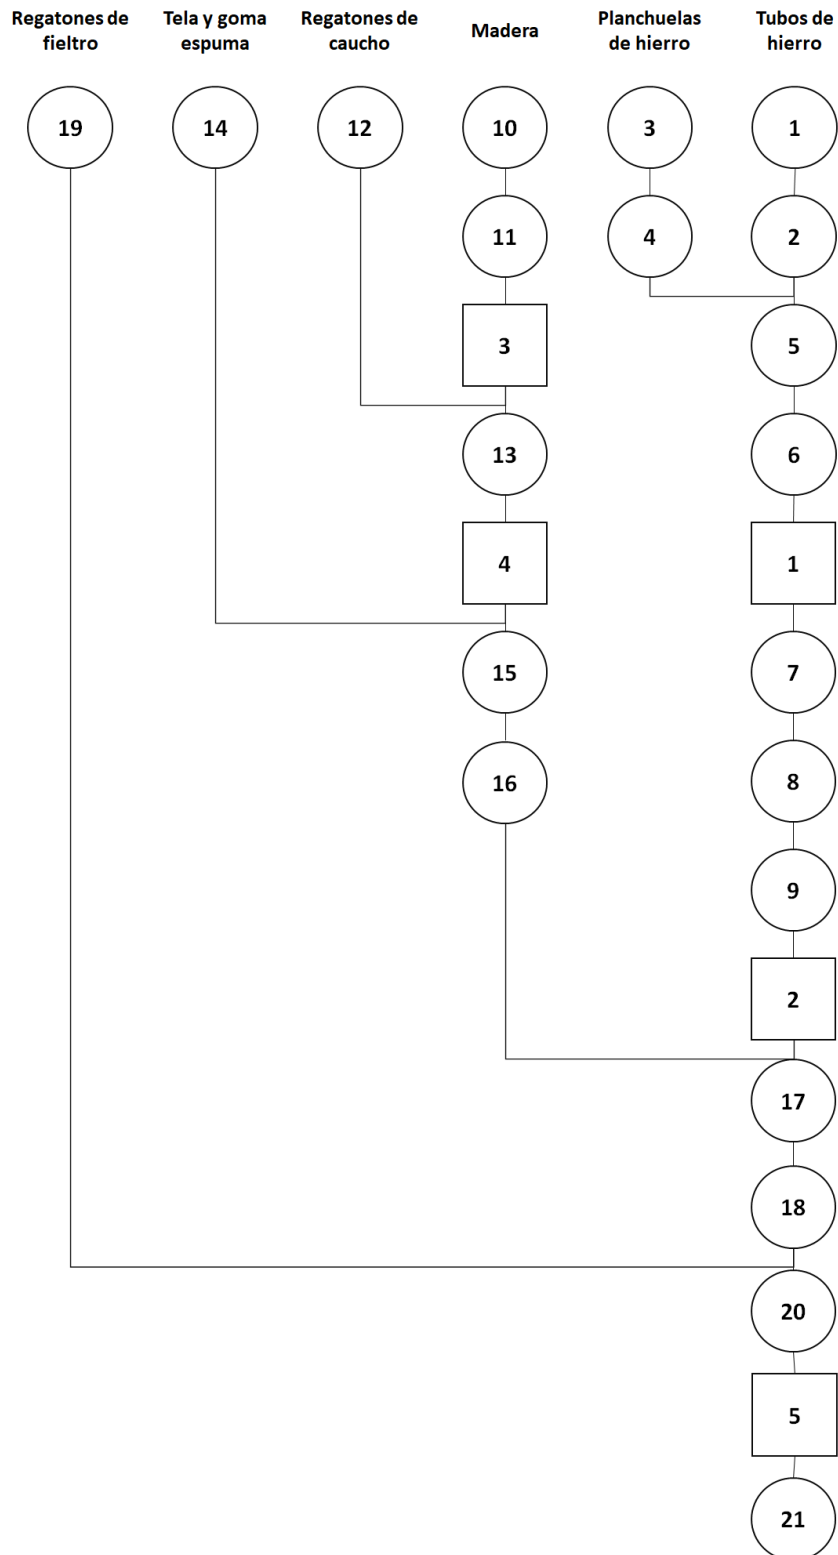 Regatones de
fieltro
Tela y goma
espuma
Regatones de
caucho
Madera
Planchuelas
de hierro
Tubos de
hierro
19
14
12
10
3
1
11
4
2
3
5
13
6
4
1
15
7
16
8
9
2
17
18
20
5
21